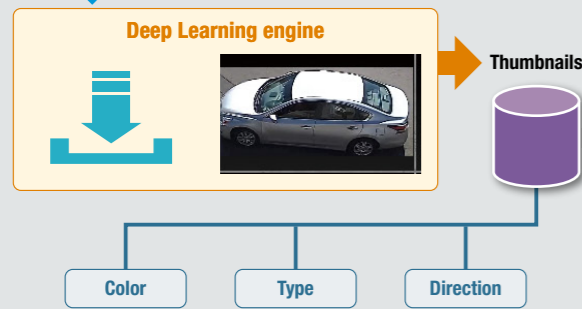 Deep Learning engine
Thumbnails
Color
Type
Direction